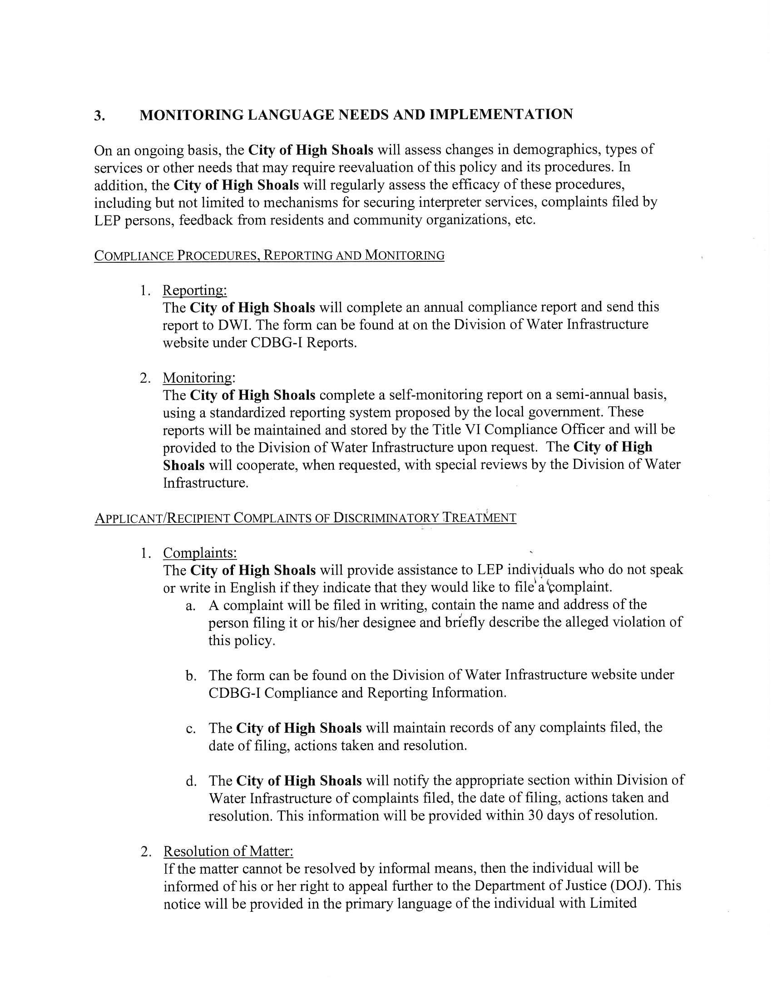 3. MONITORING LANGUAGE NEEDS AND IMPLEMENTATION
On an ongoing basis, the City of High Shoals will assess changes in demographics, types of
services or other needs that may require reevaluation of this policy and its procedures. In
addition, the City of High Shoals will regularly assess the efficacy of these procedures,
including but not limited to mechanisms for securing interpreter services, complaints filed by
LEP persons, feedback from residents and community organizations, etc.
COMPLIANCE PROCEDURES, REPORTING AND MONITORING
1. Reporting:
The City of High Shoals will complete an annual compliance report and send this
report to DWI. The form can be found at on the Division of Water Infrastructure
website under CDBG-I Reports.
2. Monitoring:
The City of High Shoals complete a self-monitoring report on a semi-annual basis,
using a standardized reporting system proposed by the local government. These
reports will be maintained and stored by the Title VI Compliance Officer and will be
provided to the Division of Water Infrastructure upon request. The City of High
Shoals will cooperate, when requested, with special reviews by the Division of Water
Infrastructure.
APPLICANT/RECIPIENT COMPLAINTS OF DISCRIMINATORY TREATMENT
1. Complaints:
The City of High Shoals will provide assistance to LEP individuals who do not speak
or write in English if they indicate that they would like to file a complaint.
a. A complaint will be filed in writing, contain the name and address of the
person filing it or his/her designee and briefly describe the alleged violation of
this policy.
b. The form can be found on the Division of Water Infrastructure website under
CDBG-I Compliance and Reporting Information.
c. The City of High Shoals will maintain records of any complaints filed, the
date of filing, actions taken and resolution.
d. The City of High Shoals will notify the appropriate section within Division of
Water Infrastructure of complaints filed, the date of filing, actions taken and
resolution. This information will be provided within 30 days of resolution.
2. Resolution of Matter:
If the matter cannot be resolved by informal means, then the individual will be
informed of his or her right to appeal further to the Department of Justice (DOJ). This
notice will be provided in the primary language of the individual with Limited